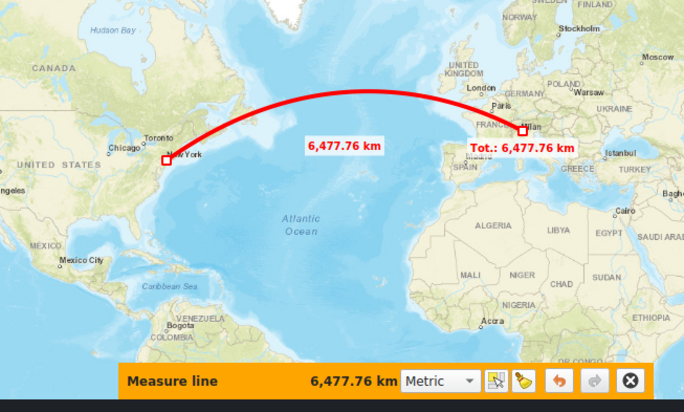 SWEDEN
FINLAND
NORWAY
Hudson Bay
Stockholm
Moscow
CANADA
UNITED
KINGDOM
London
POLAND
Warsaw
GERMANY
Paris
UKRAINE
FRANCE
Milan
Toronto
Chicago
New York
6,477.76 km
Tot.: 6,477.76 km
UNITED STATES
Istanbul
SPAIN
GREECE
TURKEY
ngeles
Bagh
Atlantic
Ocean
Cairo
ALGERIA
LIBYA
EGYPT
SAUDI ARAB
MÉXICO
Mexico City
MALI
NIGER
CHAD
SUDAN
Caribbean Sea
NIGERIA
VENEZUELA
Accra
ETHIOPIA
Bogota
COLOMBIA
Measure line
6,477.76 km
Metric